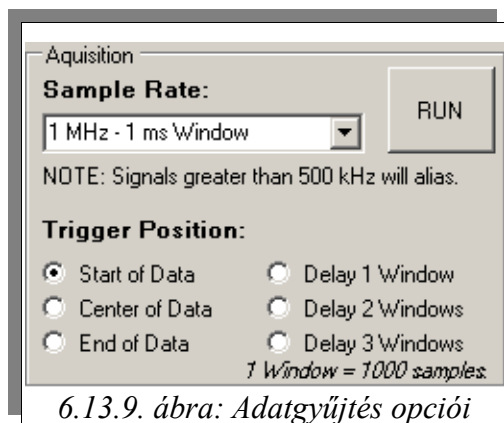 Aquisition
Sample Rate:
RUN
1 MHz - 1 ms Window
NOTE: Signals greater than 500 kHz will alias.
Trigger Position:
Start of Data
Delay 1 Window
Center of Data
Delay 2 Windows
End of Data
Delay 3 Windows
1 Window = 1000 samples.
6.13.9. ábra: Adatgyűjtés opciói